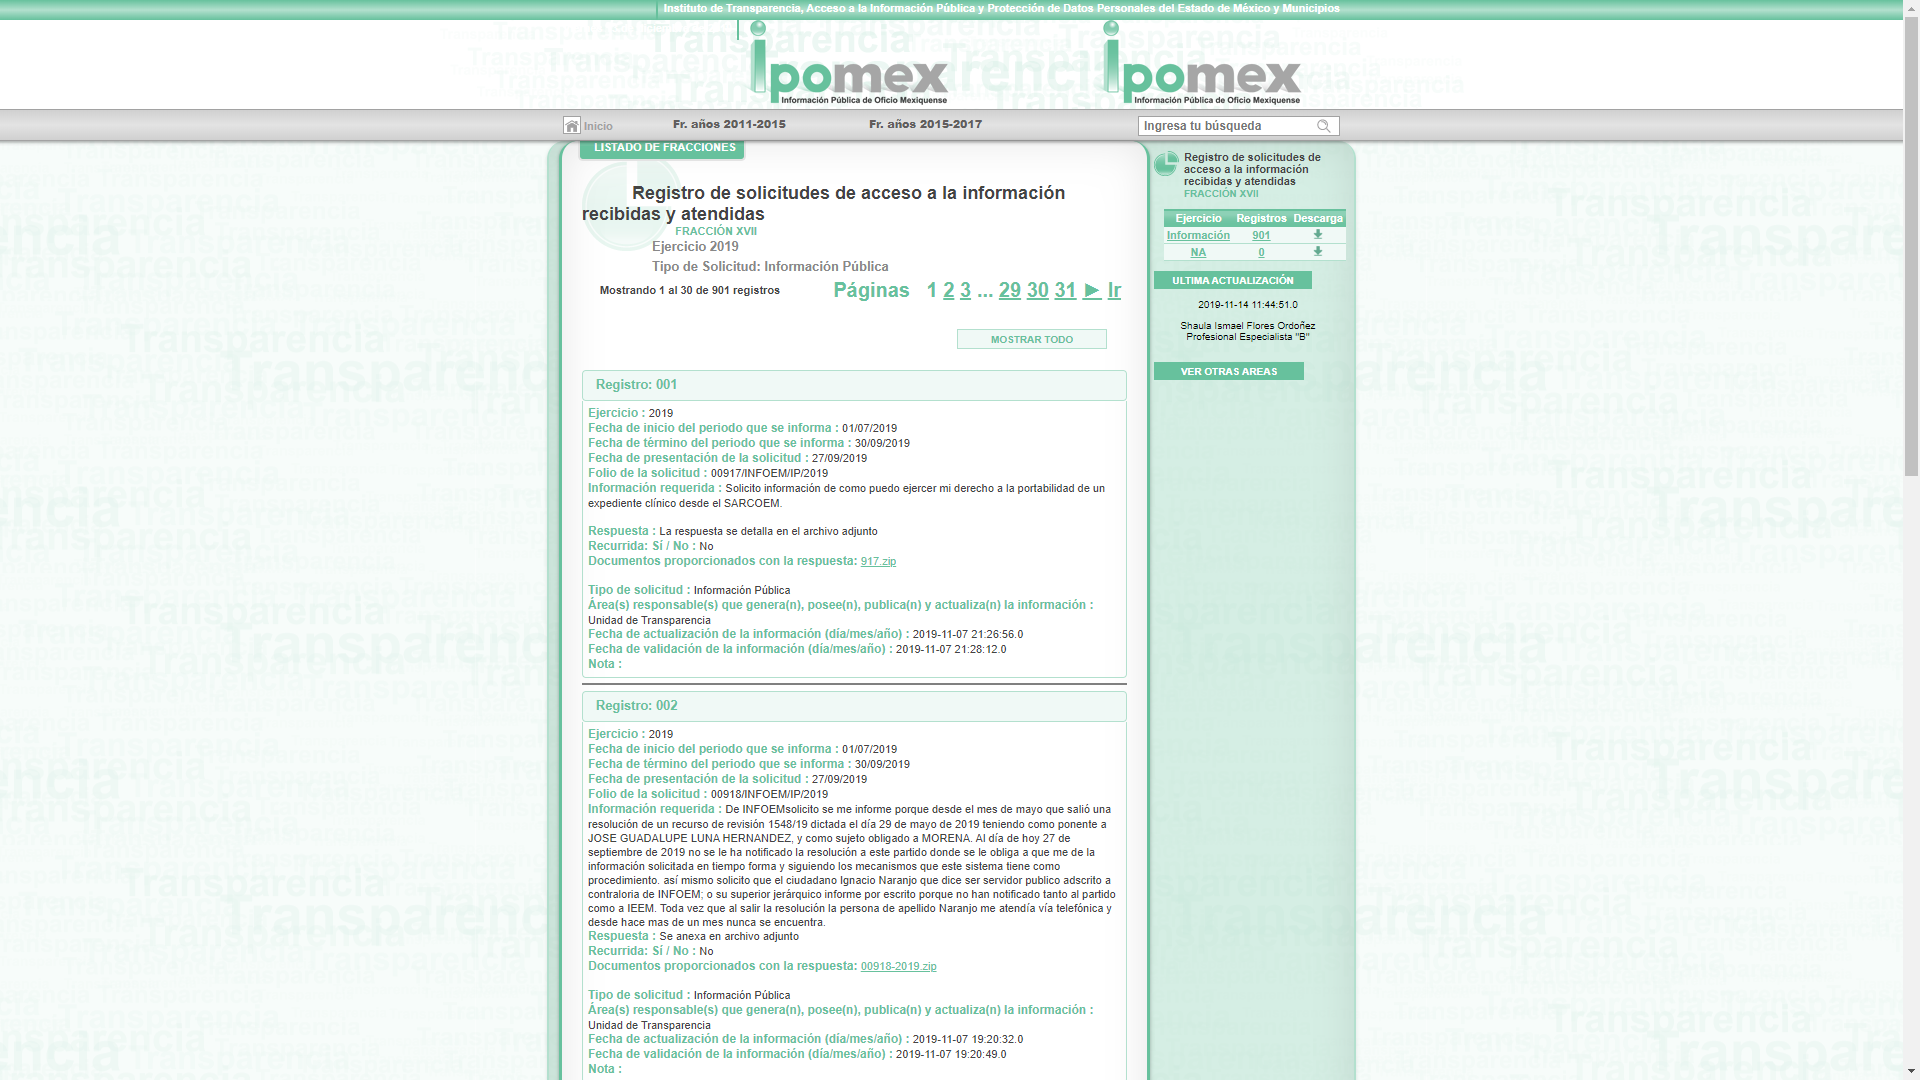 Instituto de Transparencia, Acceso a la Información Pública y Protección de Datos Personales del Estado de México y Municipios
ipomex
Información Pública de Oficio Mexiquense
ipomex
Información Pública de Oficio Mexiquense
Inicio
Fr. años 2011-2015
Fr. años 2015-2017
Ingresa tu búsqueda
LISTADO DE FRACCIONES
Registro de solicitudes de acceso a la información
recibidas y atendidas
FRACCIÓN XVII
Ejercicio 2019
Tipo de Solicitud: Información Pública
Mostrando 1 al 30 de 901 registros
Páginas 1 2 3 ... 29 30 31 ► Ir
MOSTRAR TODO
Registro: 001
Ejercicio : 2019
Fecha de inicio del periodo que se informa : 01/07/2019
Fecha de término del periodo que se informa : 30/09/2019
Fecha de presentación de la solicitud : 27/09/2019
Folio de la solicitud : 00917/INFOEM/IP/2019
Información requerida : Solicito información de como puedo ejercer mi derecho a la portabilidad de un
expediente clínico desde el SARCOEM.
Respuesta : La respuesta se detalla en el archivo adjunto
Recurrida: Sí / No : No
Documentos proporcionados con la respuesta: 917.zip
Tipo de solicitud : Información Pública
Área(s) responsable(s) que genera(n), posee(n), publica(n) y actualiza(n) la información :
Unidad de Transparencia
Fecha de actualización de la información (día/mes/año) : 2019-11-07 21:26:56.0
Fecha de validación de la información (día/mes/año) : 2019-11-07 21:28:12.0
Nota :
Registro: 002
Ejercicio : 2019
Fecha de inicio del periodo que se informa : 01/07/2019
Fecha de término del periodo que se informa : 30/09/2019
Fecha de presentación de la solicitud : 27/09/2019
Folio de la solicitud : 00918/INFOEM/IP/2019
Información requerida : De INFOEMsolicito se me informe porque desde el mes de mayo que salió una
resolución de un recurso de revisión 1548/19 dictada el día 29 de mayo de 2019 teniendo como ponente a
JOSE GUADALUPE LUNA HERNANDEZ, y como sujeto obligado a MORENA. Al día de hoy 27 de
septiembre de 2019 no se le ha notificado la resolución a este partido donde se le obliga a que me de la
información solicitada en tiempo forma y siguiendo los mecanismos que este sistema tiene como
procedimiento. así mismo solicito que el ciudadano Ignacio Naranjo que dice ser servidor publico adscrito a
contraloria de INFOEM; o su superior jerárquico informe por escrito porque no han notificado tanto al partido
como a IEEM. Toda vez que al salir la resolución la persona de apellido Naranjo me atendía vía telefónica y
desde hace mas de un mes nunca se encuentra.
Respuesta : Se anexa en archivo adjunto
Recurrida: Sí / No : No
Documentos proporcionados con la respuesta: 00918-2019.zip
Tipo de solicitud : Información Pública
Área(s) responsable(s) que genera(n), posee(n), publica(n) y actualiza(n) la información :
Unidad de Transparencia
Fecha de actualización de la información (día/mes/año) : 2019-11-07 19:20:32.0
Fecha de validación de la información (día/mes/año) : 2019-11-07 19:20:49.0
Nota :
Registro de solicitudes de
acceso a la información
recibidas y atendidas
FRACCIÓN XVII
Ejercicio Registros Descarga
Información 901
NA 0
ULTIMA ACTUALIZACIÓN
2019-11-14 11:44:51.0
Shaula Ismael Flores Ordoñez
Profesional Especialista "B"
VER OTRAS AREAS